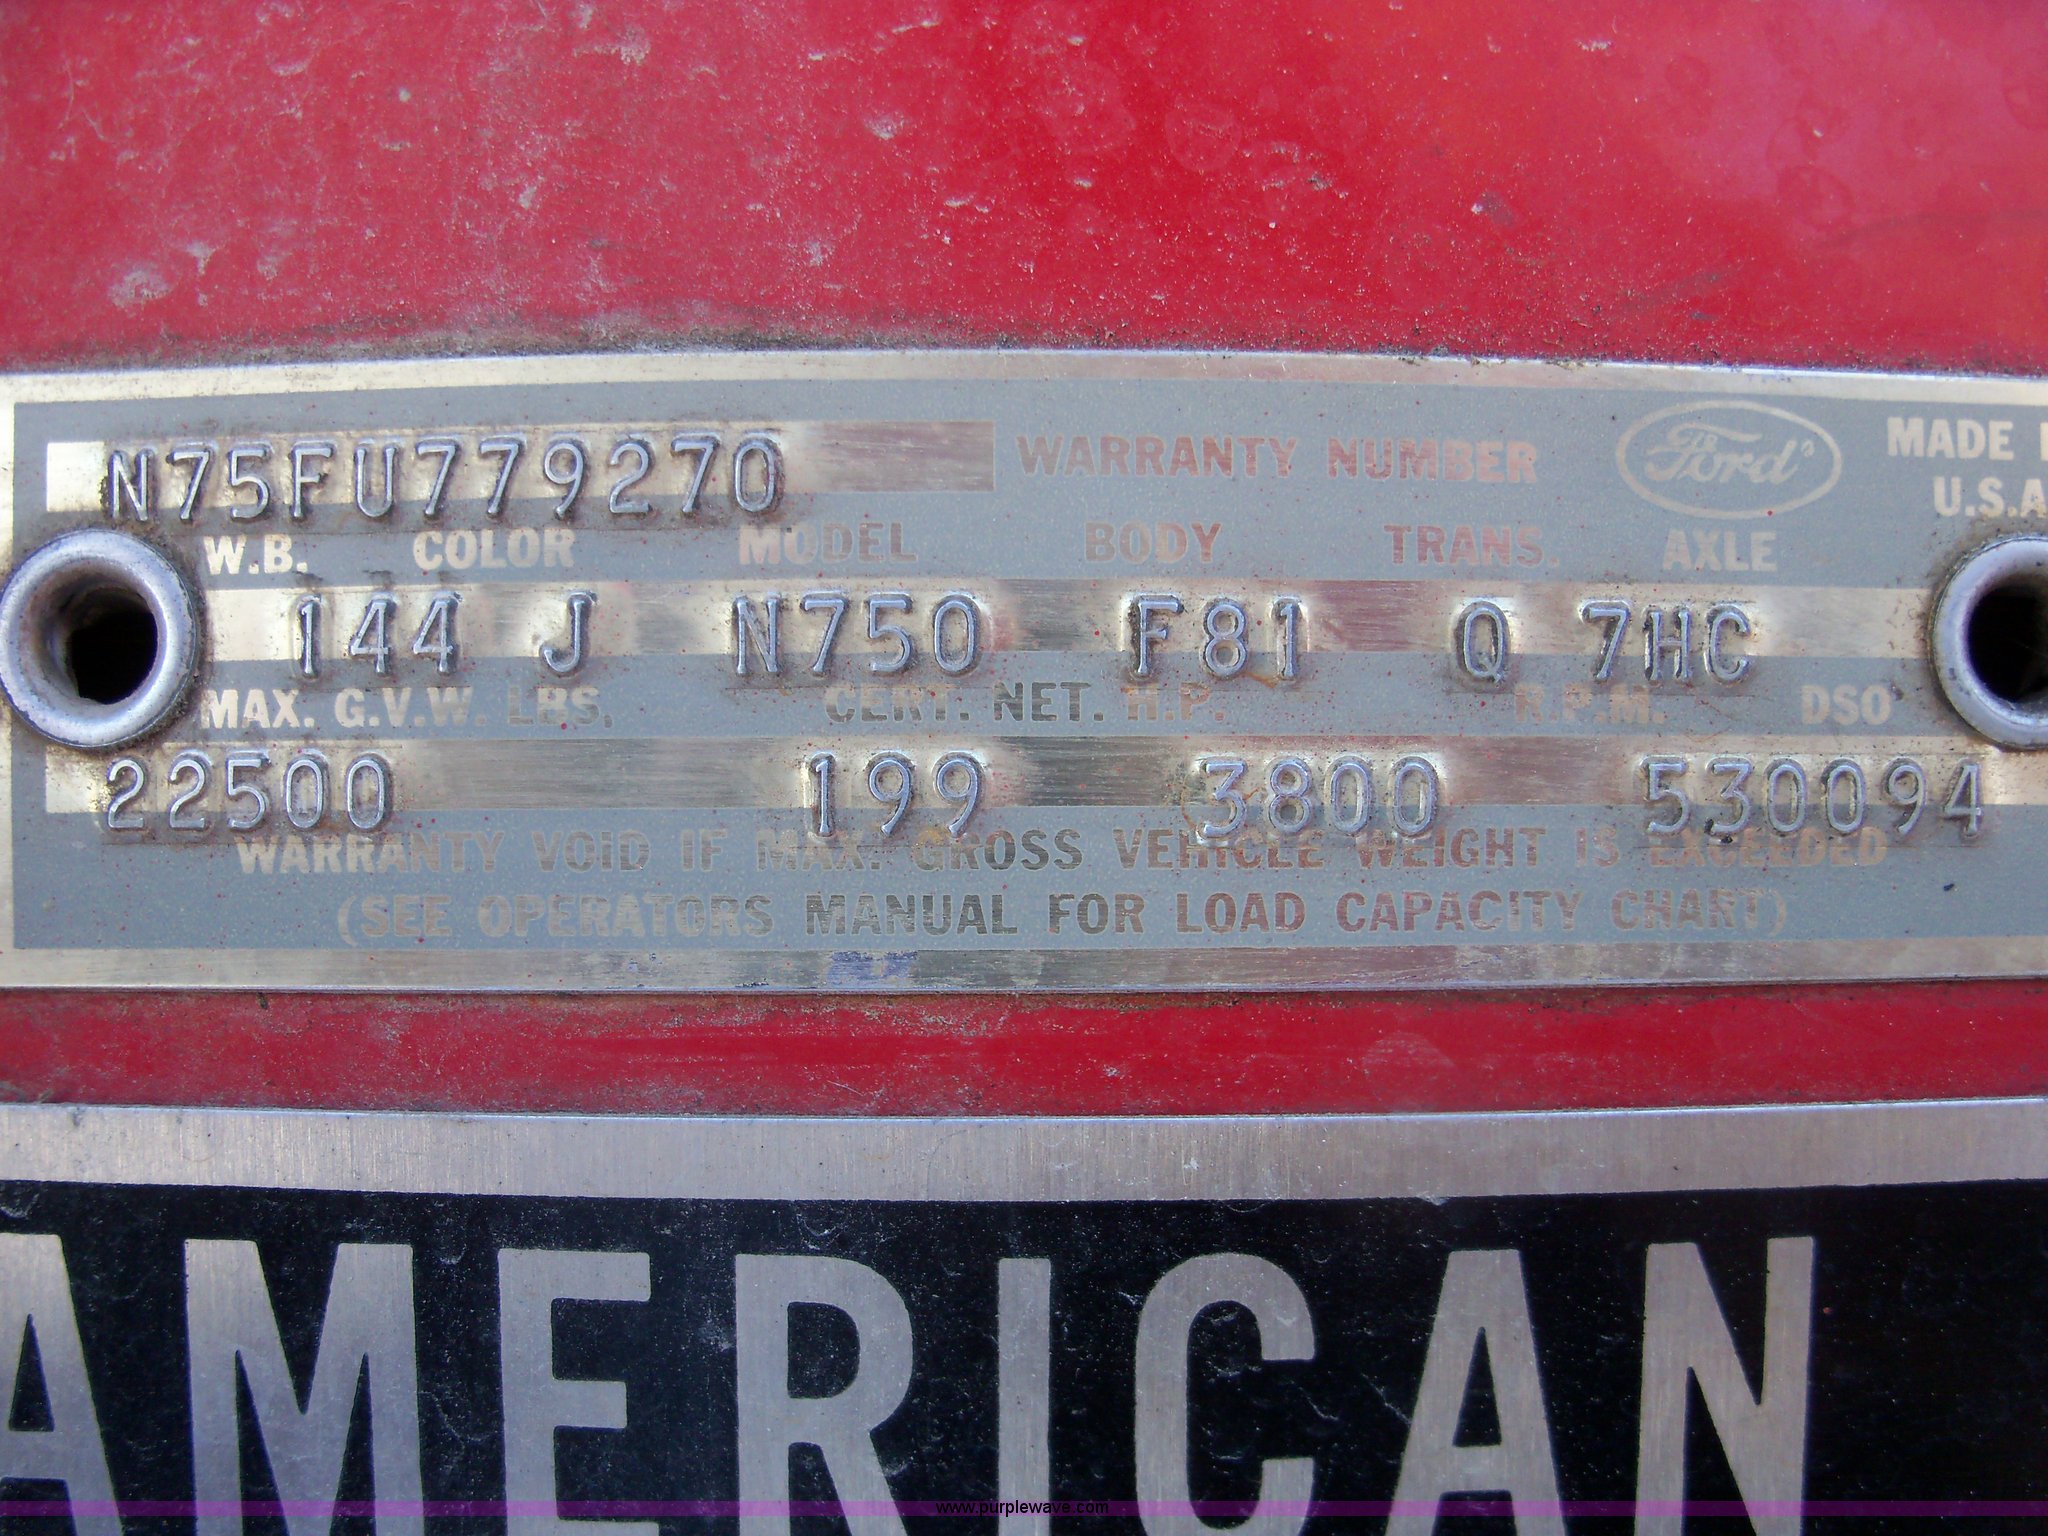 N75FU779270 WARRANTY NUMBER Ford MADE
U.S.A
W.B. COLOR MODEL BODY TRANS. AXLE
144 J N750 F81 Q 7HC
MAX. G.V.W. LBS. CERT. NET. H.P. R.P.M. DSO
22500 199 3800 530094
WARRANTY VOID IF MAX. GROSS VEHICLE WEIGHT IS EXCEEDED
(SEE OPERATORS MANUAL FOR LOAD CAPACITY CHART)
AMERICAN
www.purplewave.com